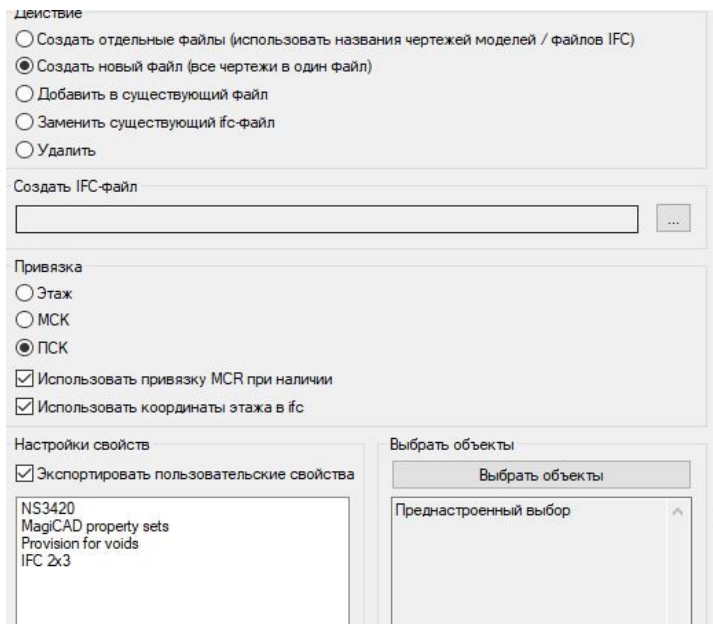 Действие
Создать отдельные файлы (использовать названия чертежей моделей / файлов IFC)
Создать новый файл (все чертежи в один файл)
Добавить в существующий файл
Заменить существующий ifc-файл
Удалить
Создать IFC-файл
...
Привязка
Этаж
МСК
ПСК
Использовать привязку MCR при наличии
Использовать координаты этажа в ifc
Настройки свойств
Экспортировать пользовательские свойства
NS3420
MagiCAD property sets
Provision for voids
IFC 2x3
Выбрать объекты
Выбрать объекты
Преднастроенный выбор